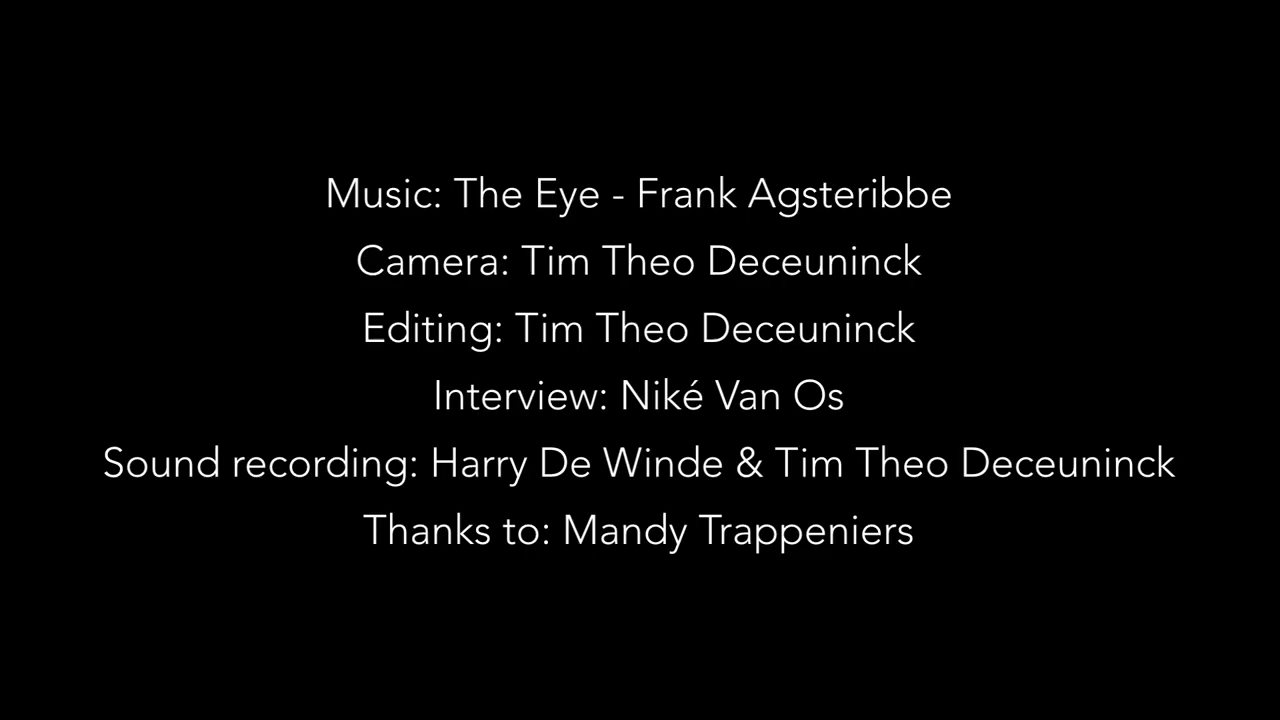 Music: The Eye - Frank Agsteribbe
Camera: Tim Theo Deceuninck
Editing: Tim Theo Deceuninck
Interview: Niké Van Os
Sound recording: Harry De Winde & Tim Theo Deceuninck
Thanks to: Mandy Trappeniers